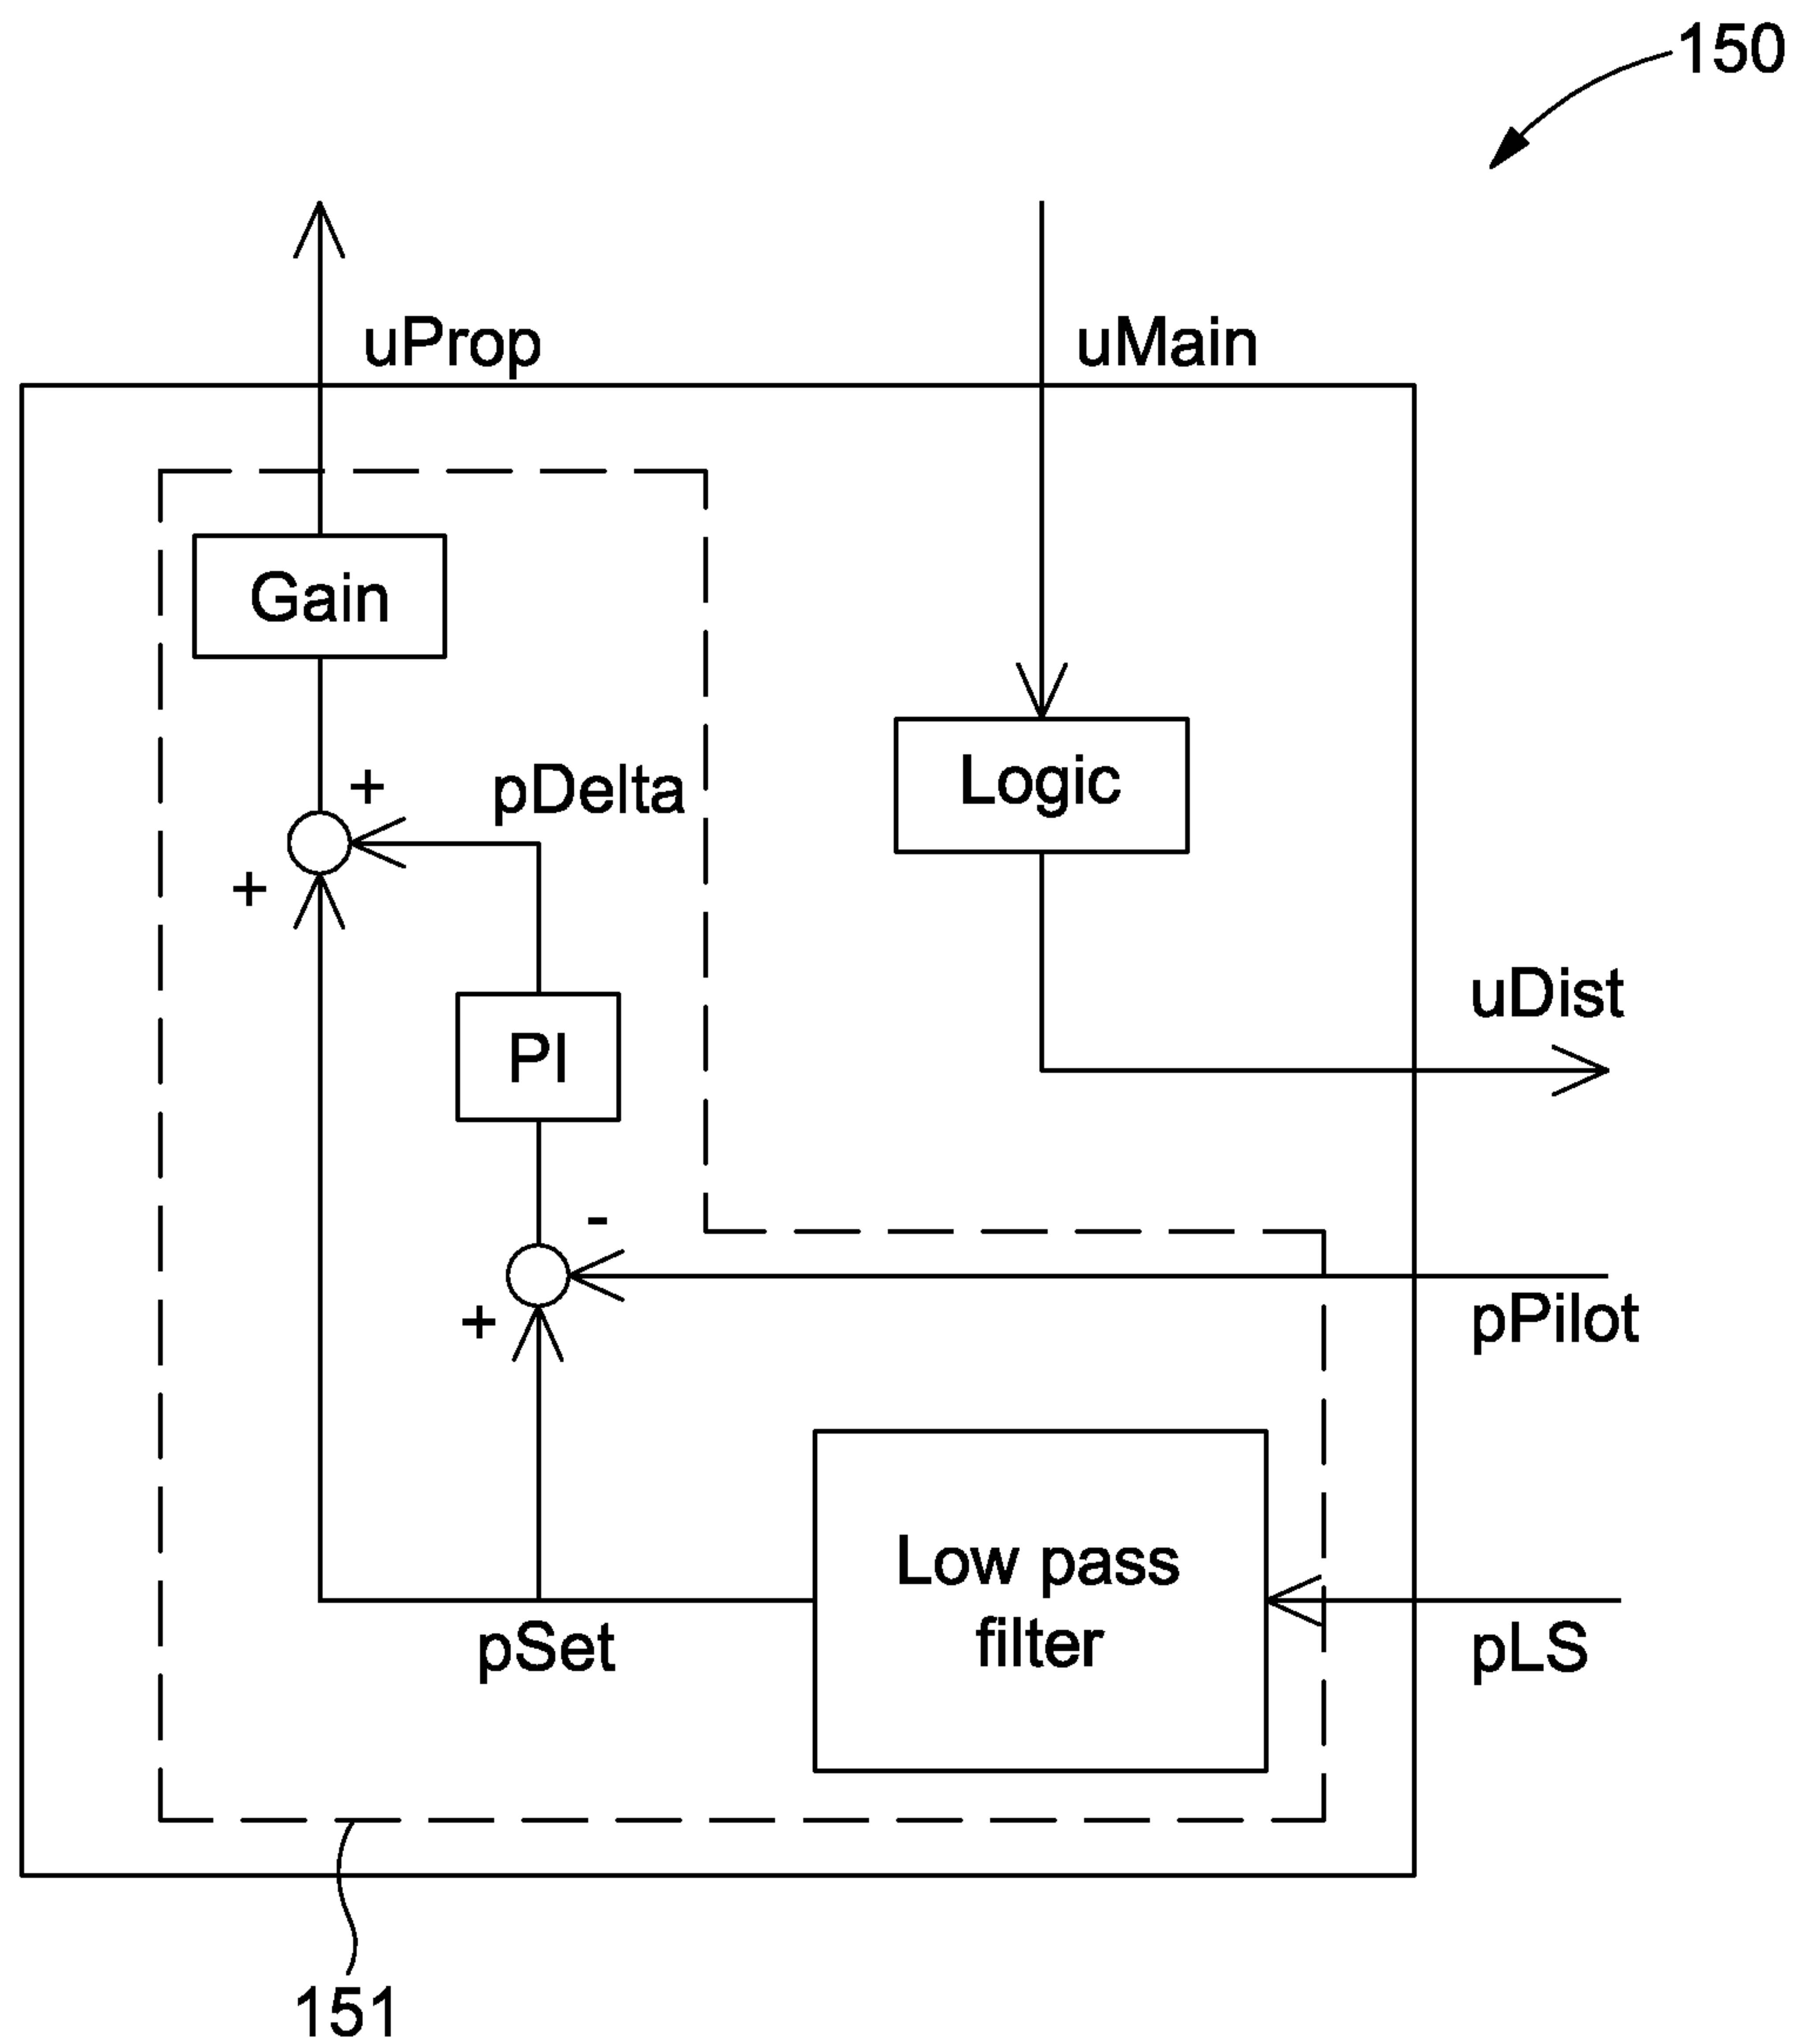 150
uProp
uMain
Gain
+
pDelta
Logic
+
uDist
PI
-
+
pPilot
Low pass
filter
pSet
pLS
151